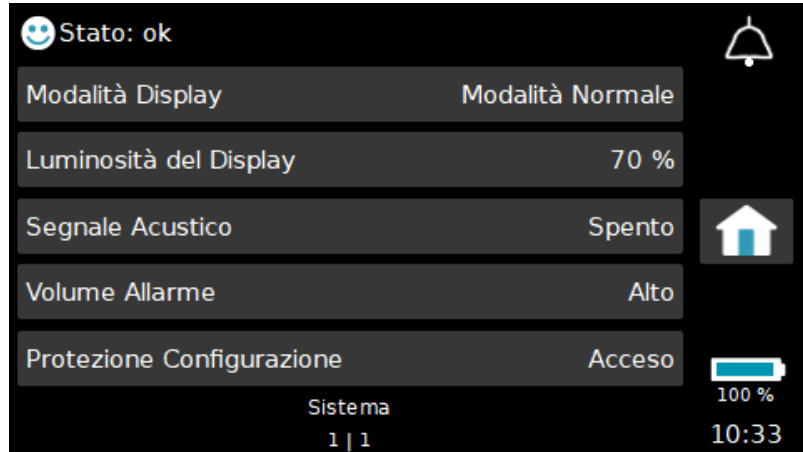 Stato: ok
Modalità Display Modalità Normale
Luminosità del Display 70 %
Segnale Acustico Spento
Volume Allarme Alto
Protezione Configurazione Acceso
Sistema
1 | 1
100 %
10:33